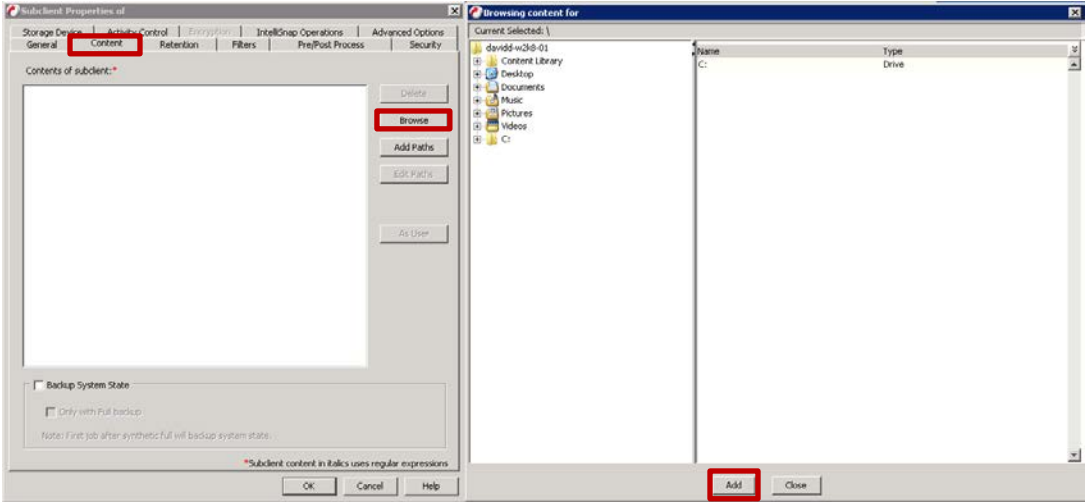 Subclient Properties of
Storage Device Activity Control Encryption IntelliSnap Operations Advanced Options
General Content Retention Filters Pre/Post Process Security
Contents of subclient:*
Delete
Browse
Add Paths
Edit Paths
As User
Backup System State
Only with Full backup
Note: First job after synthetic full will backup system state.
*Subclient content in italics uses regular expressions
OK Cancel Help
Browsing content for
Current Selected: \
davidd-w2k8-01
Content Library
Desktop
Documents
Music
Pictures
Videos
C:
Name Type
C: Drive
Add Close